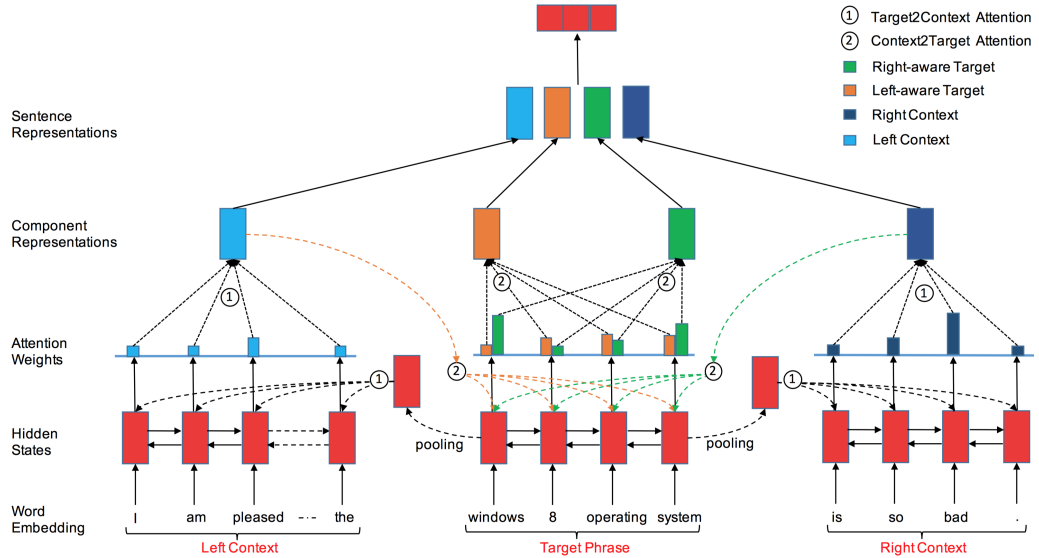 ① Target2Context Attention
② Context2Target Attention
Right-aware Target
Left-aware Target
Right Context
Left Context
Sentence
Representations
Component
Representations
②
②
①
①
Attention
Weights
①
②
②
①
Hidden
States
pooling
pooling
Word
Embedding
I am pleased the windows 8 operating system is so bad .
Left Context Target Phrase Right Context